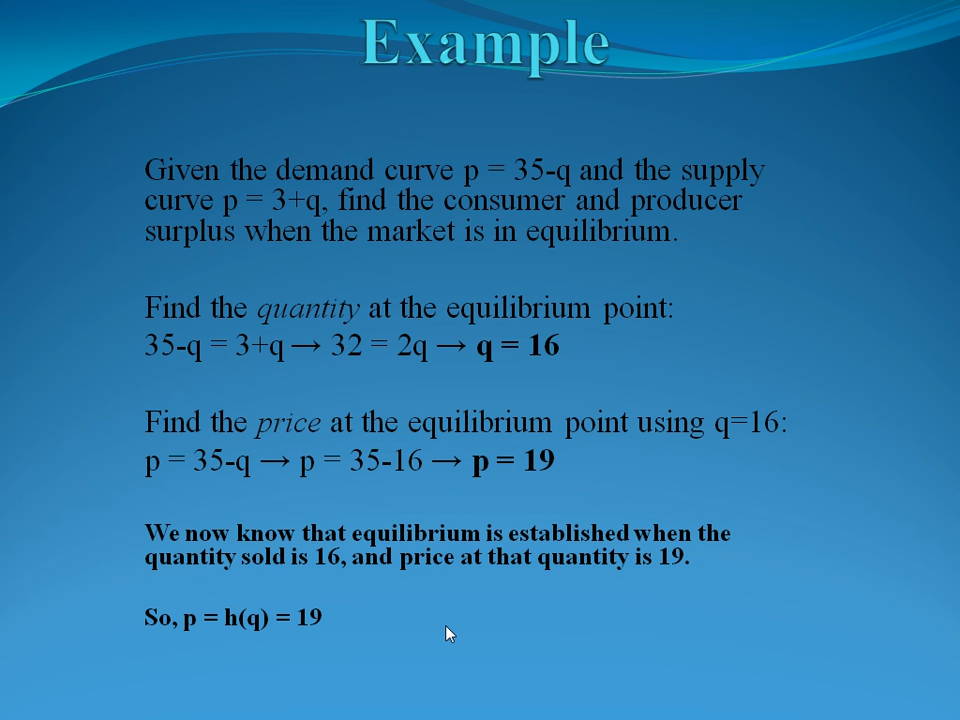 Example
Given the demand curve p = 35-q and the supply
curve p = 3+q, find the consumer and producer
surplus when the market is in equilibrium.
Find the quantity at the equilibrium point:
35-q = 3+q → 32 = 2q → q = 16
Find the price at the equilibrium point using q=16:
p = 35-q → p = 35-16 → p = 19
We now know that equilibrium is established when the
quantity sold is 16, and price at that quantity is 19.
So, p = h(q) = 19